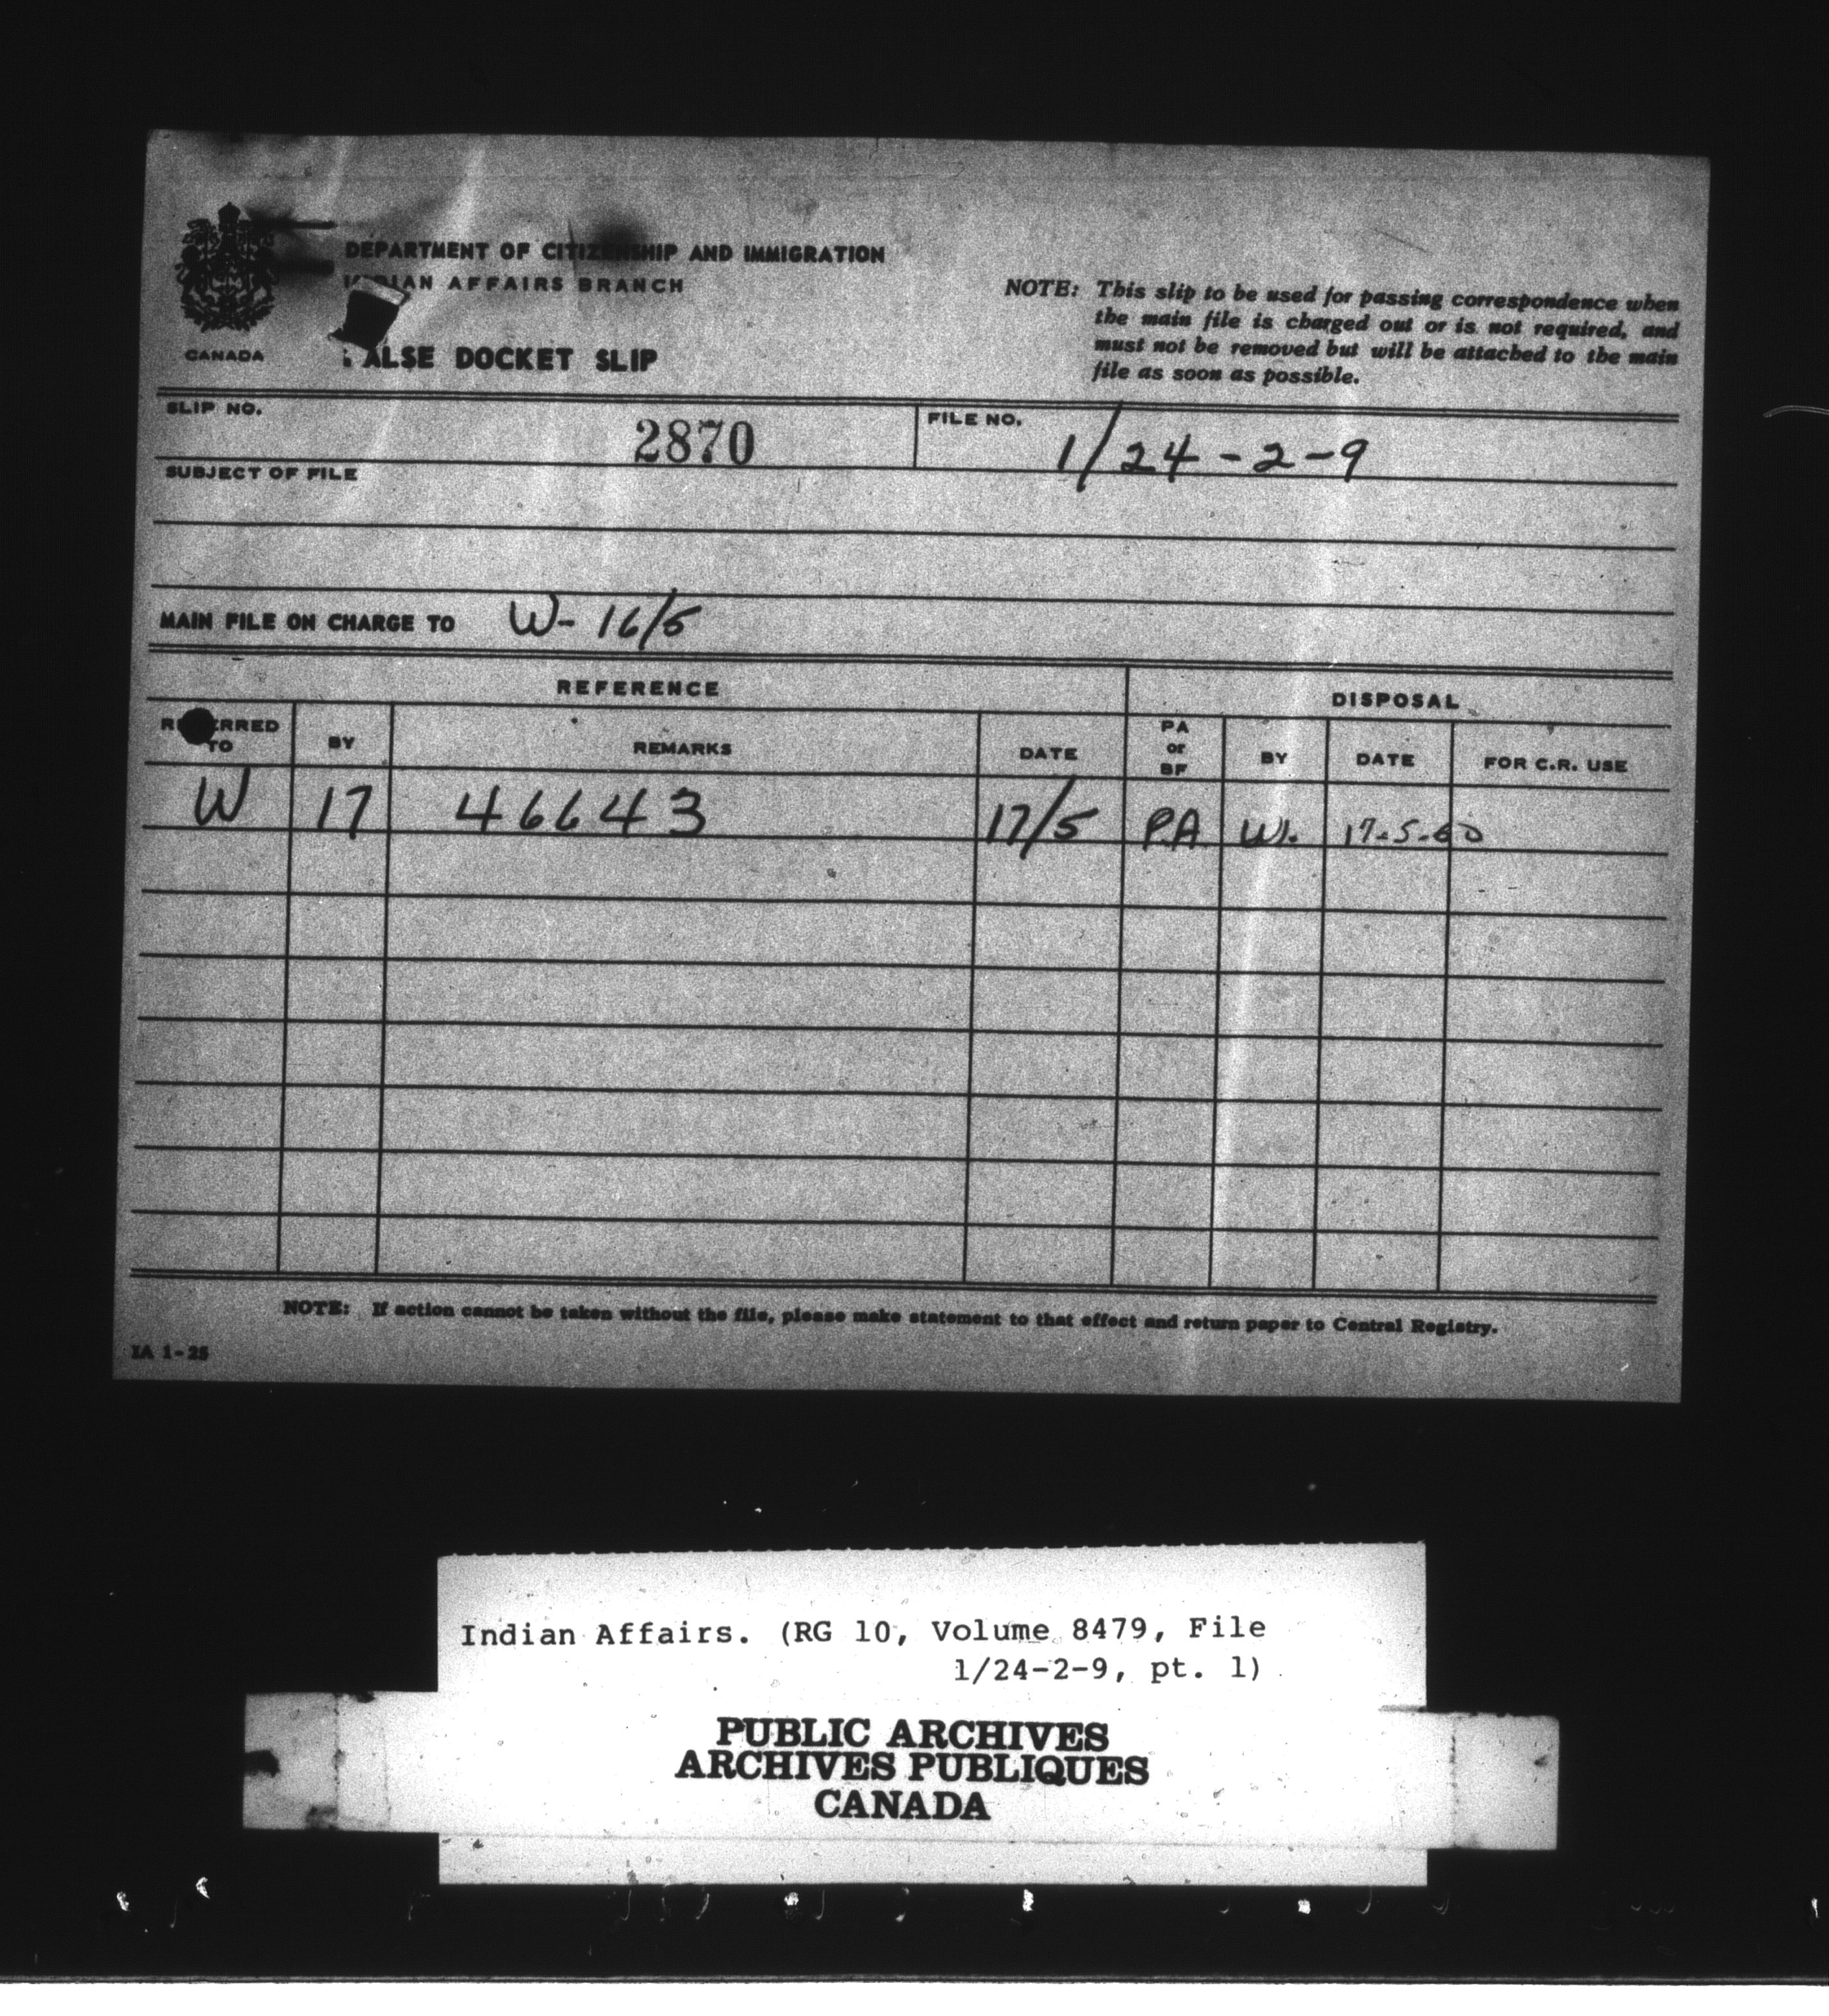 DEPARTMENT OF CITIZENSHIP AND IMMIGRATION
INDIAN AFFAIRS BRANCH
CANADA
FALSE DOCKET SLIP
NOTE: This slip to be used for passing correspondence when
the main file is charged out or is not required, and
must not be removed but will be attached to the main
file as soon as possible.
SLIP NO. 2870 FILE NO. 1/24-2-9
SUBJECT OF FILE
MAIN FILE ON CHARGE TO W- 16/5
REFERENCE DISPOSAL
REFERRED TO BY REMARKS DATE PA or BF BY DATE FOR C.R. USE
W 17 46643 17/5 P.A W. 17-5-60
NOTE: If action cannot be taken without the file, please make statement to that effect and return paper to Central Registry.
IA 1-25
Indian Affairs. (RG 10, Volume 8479, File
1/24-2-9, pt. 1)
PUBLIC ARCHIVES
ARCHIVES PUBLIQUES
CANADA